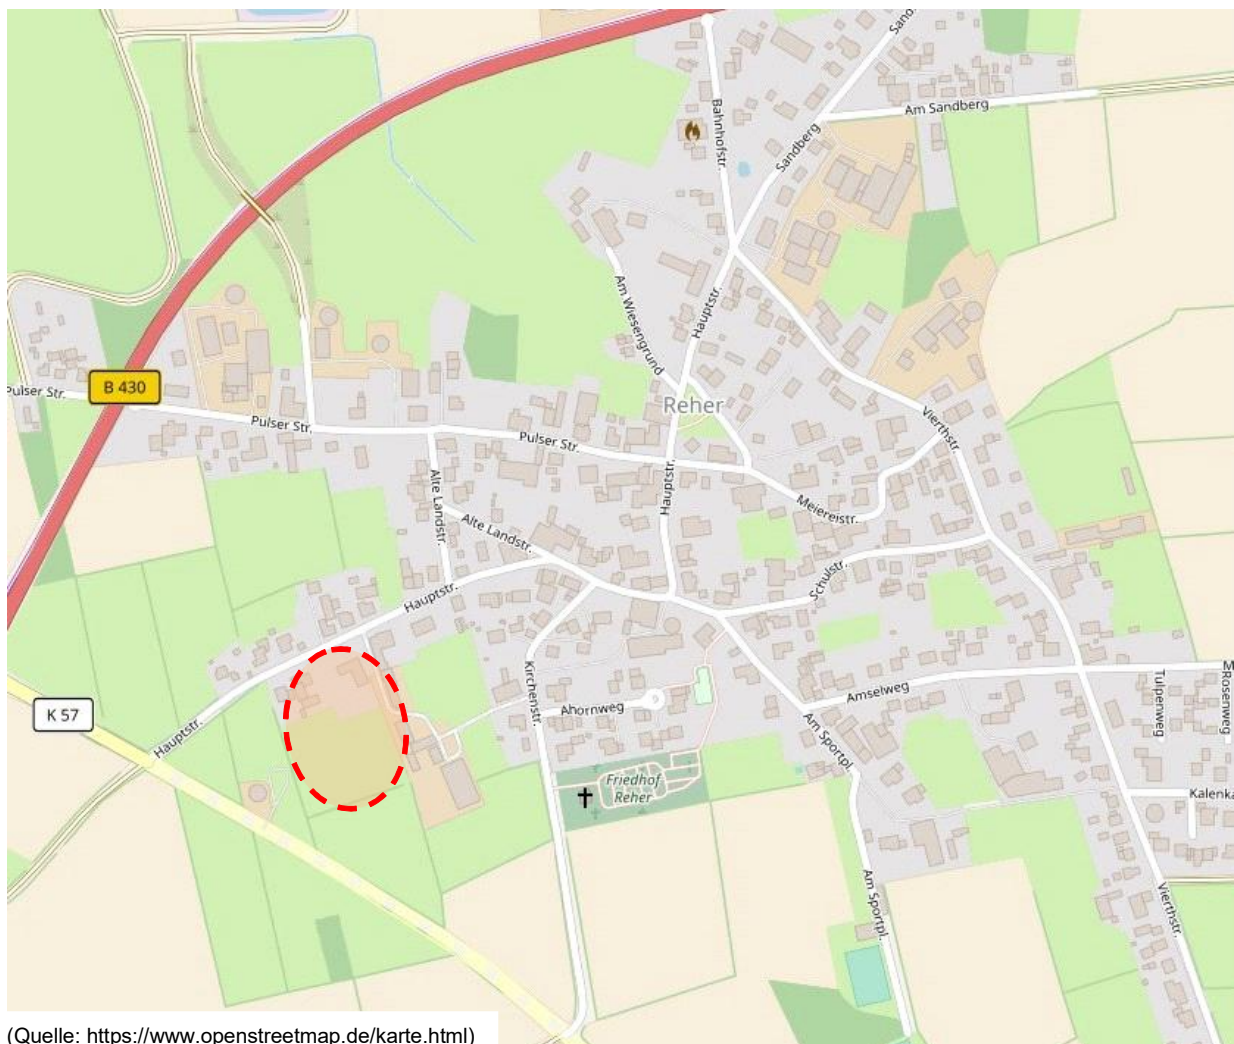 Sand
Am Sandberg
Bahnhofstr.
Sandberg
Am Wiesengrund
Hauptstr.
B 430
Pulser Str.
Reher
Pulser Str.
Vierthstr.
Pulser Str.
Alte Landstr.
Hauptstr.
Meiereistr.
Alte Landstr.
Schulstr.
Hauptstr.
Kirchenstr.
Amselweg
Tulpenweg
Rosenweg
K 57
Ahornweg
Hauptstr.
Am Sportpl.
Friedhof
Reher
Kalenka
Am Sportpl.
Vierthstr.
(Quelle: https://www.openstreetmap.de/karte.html)